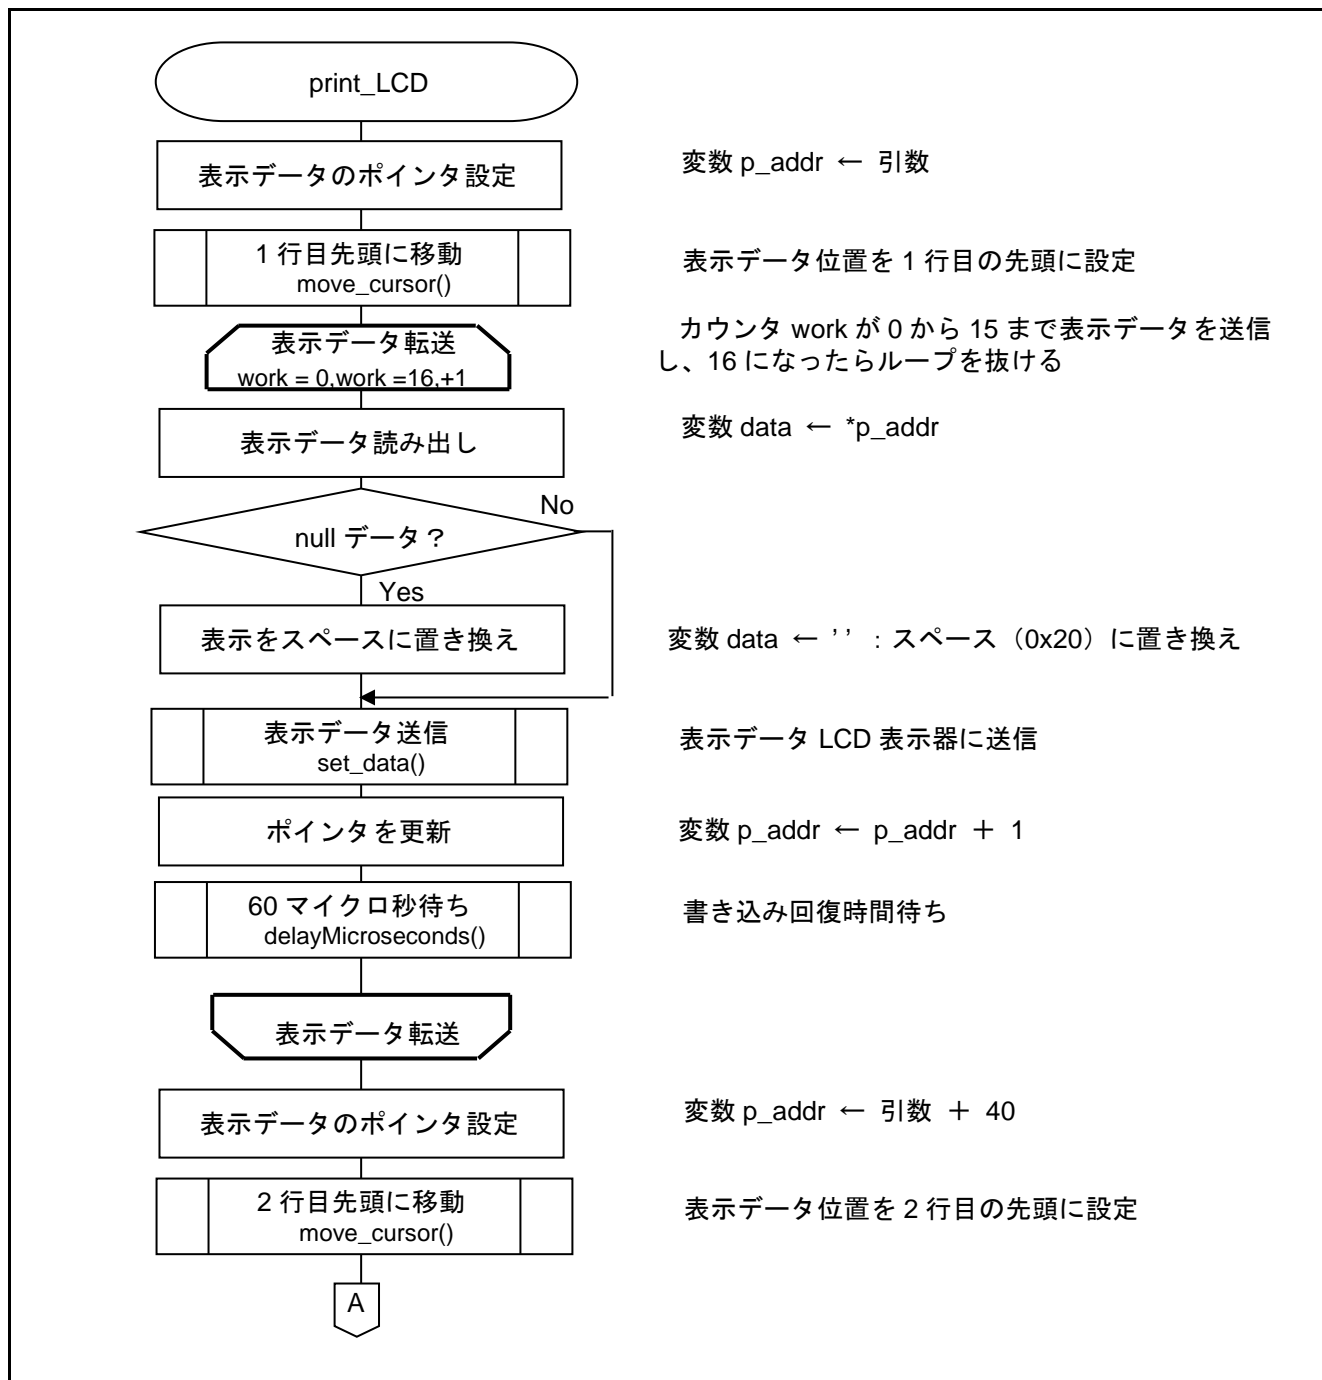 print_LCD
表示データのポインタ設定
変数 p_addr ← 引数
1 行目先頭に移動
move_cursor()
表示データ位置を 1 行目の先頭に設定
表示データ転送
work = 0,work =16,+1
カウンタ work が 0 から 15 まで表示データを送信
し、16 になったらループを抜ける
表示データ読み出し
変数 data ← *p_addr
null データ？
No
Yes
表示をスペースに置き換え
変数 data ← ’ ’ ：スペース（0x20）に置き換え
表示データ送信
set_data()
表示データ LCD 表示器に送信
ポインタを更新
変数 p_addr ← p_addr ＋ 1
60 マイクロ秒待ち
delayMicroseconds()
書き込み回復時間待ち
表示データ転送
表示データのポインタ設定
変数 p_addr ← 引数 ＋ 40
2 行目先頭に移動
move_cursor()
表示データ位置を 2 行目の先頭に設定
A